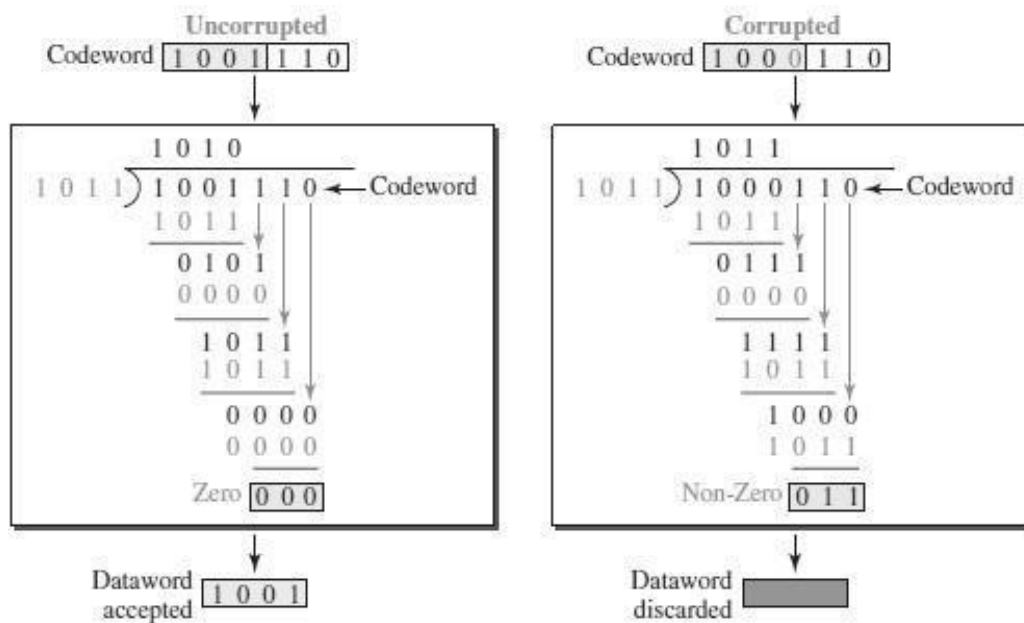 Uncorrupted
Codeword 1 0 0 1 1 1 0
1 0 1 0
1 0 1 1 1 0 0 1 1 1 0 Codeword
1 0 1 1
0 1 0 1
0 0 0 0
1 0 1 1
1 0 1 1
0 0 0 0
0 0 0 0
Zero 0 0 0
Dataword
accepted 1 0 0 1
Corrupted
Codeword 1 0 0 0 1 1 0
1 0 1 1
1 0 1 1 1 0 0 0 1 1 0 Codeword
1 0 1 1
0 1 1 1
0 0 0 0
1 1 1 1
1 0 1 1
1 0 0 0
1 0 1 1
Non-Zero 0 1 1
Dataword
discarded